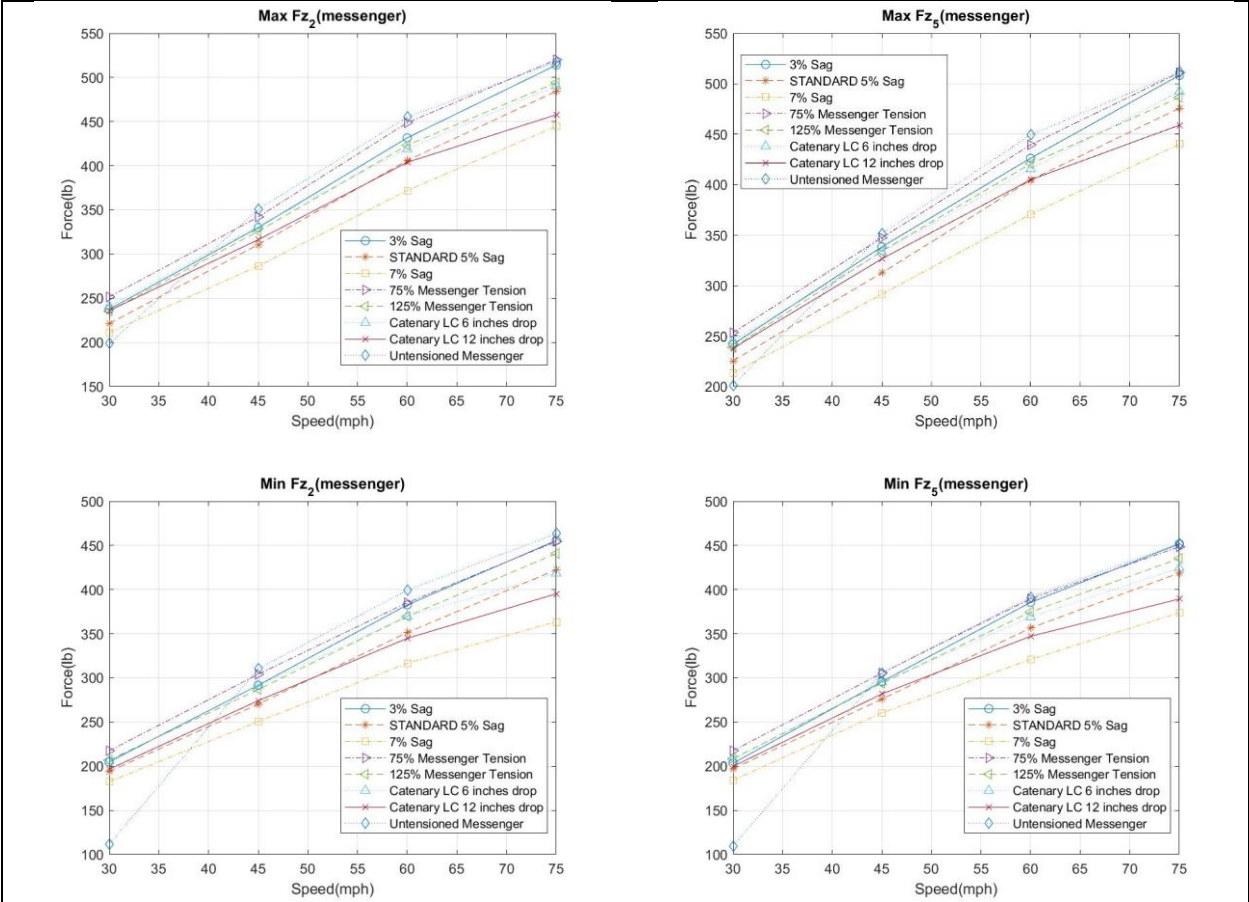 Max Fz2(messenger)
550
500
450
400
350
300
250
200
150
Force(lb)
3% Sag
STANDARD 5% Sag
7% Sag
75% Messenger Tension
125% Messenger Tension
Catenary LC 6 inches drop
Catenary LC 12 inches drop
Untensioned Messenger
30 35 40 45 50 55 60 65 70 75
Speed(mph)
Max Fz5(messenger)
550
500
450
400
350
300
250
200
Force(lb)
3% Sag
STANDARD 5% Sag
7% Sag
75% Messenger Tension
125% Messenger Tension
Catenary LC 6 inches drop
Catenary LC 12 inches drop
Untensioned Messenger
30 35 40 45 50 55 60 65 70 75
Speed(mph)
Min Fz2(messenger)
500
450
400
350
300
250
200
150
100
Force(lb)
3% Sag
STANDARD 5% Sag
7% Sag
75% Messenger Tension
125% Messenger Tension
Catenary LC 6 inches drop
Catenary LC 12 inches drop
Untensioned Messenger
30 35 40 45 50 55 60 65 70 75
Speed(mph)
Min Fz5(messenger)
500
450
400
350
300
250
200
150
100
Force(lb)
3% Sag
STANDARD 5% Sag
7% Sag
75% Messenger Tension
125% Messenger Tension
Catenary LC 6 inches drop
Catenary LC 12 inches drop
Untensioned Messenger
30 35 40 45 50 55 60 65 70 75
Speed(mph)